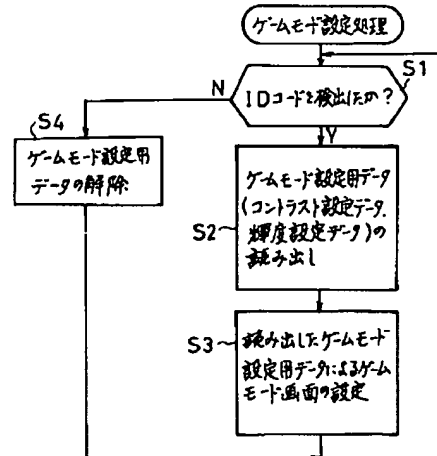 ゲームモード設定処理
S1
IDコードを検出したか?
N
Y
S4
ゲームモード設定用
データの解除
S2
ゲームモード設定用データ
(コントラスト設定データ,
輝度設定データ)の
読み出し
S3
読み出したゲームモード
設定用データによるゲーム
モード画面の設定